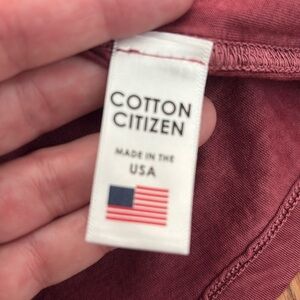 COTTON
CITIZEN
MADE IN THE
USA